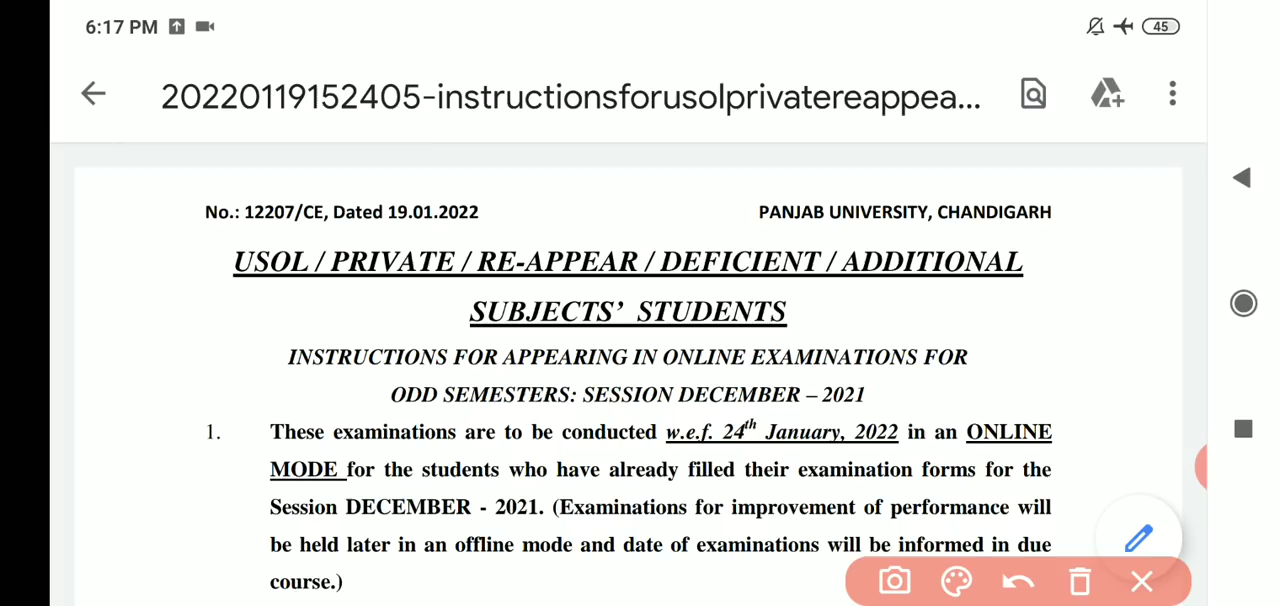 6:17 PM
45
20220119152405-instructionsforusolprivatereappea...
No.: 12207/CE, Dated 19.01.2022 PANJAB UNIVERSITY, CHANDIGARH
USOL / PRIVATE / RE-APPEAR / DEFICIENT / ADDITIONAL
SUBJECTS' STUDENTS
INSTRUCTIONS FOR APPEARING IN ONLINE EXAMINATIONS FOR
ODD SEMESTERS: SESSION DECEMBER – 2021
1. These examinations are to be conducted w.e.f. 24th January, 2022 in an ONLINE
MODE for the students who have already filled their examination forms for the
Session DECEMBER - 2021. (Examinations for improvement of performance will
be held later in an offline mode and date of examinations will be informed in due
course.)